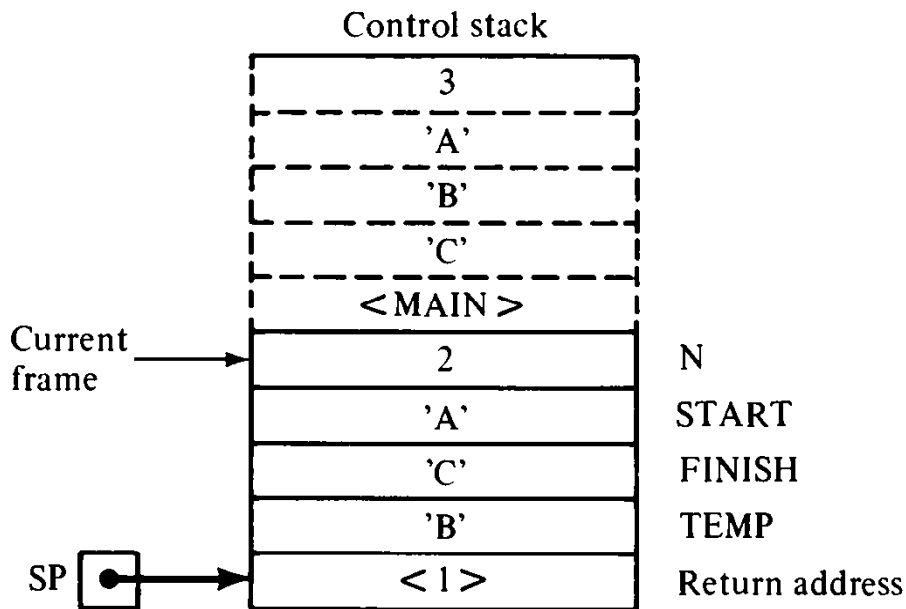 Control stack
3
'A'
'B'
'C'
<MAIN>
Current
frame
2 N
'A' START
'C' FINISH
'B' TEMP
SP <1> Return address